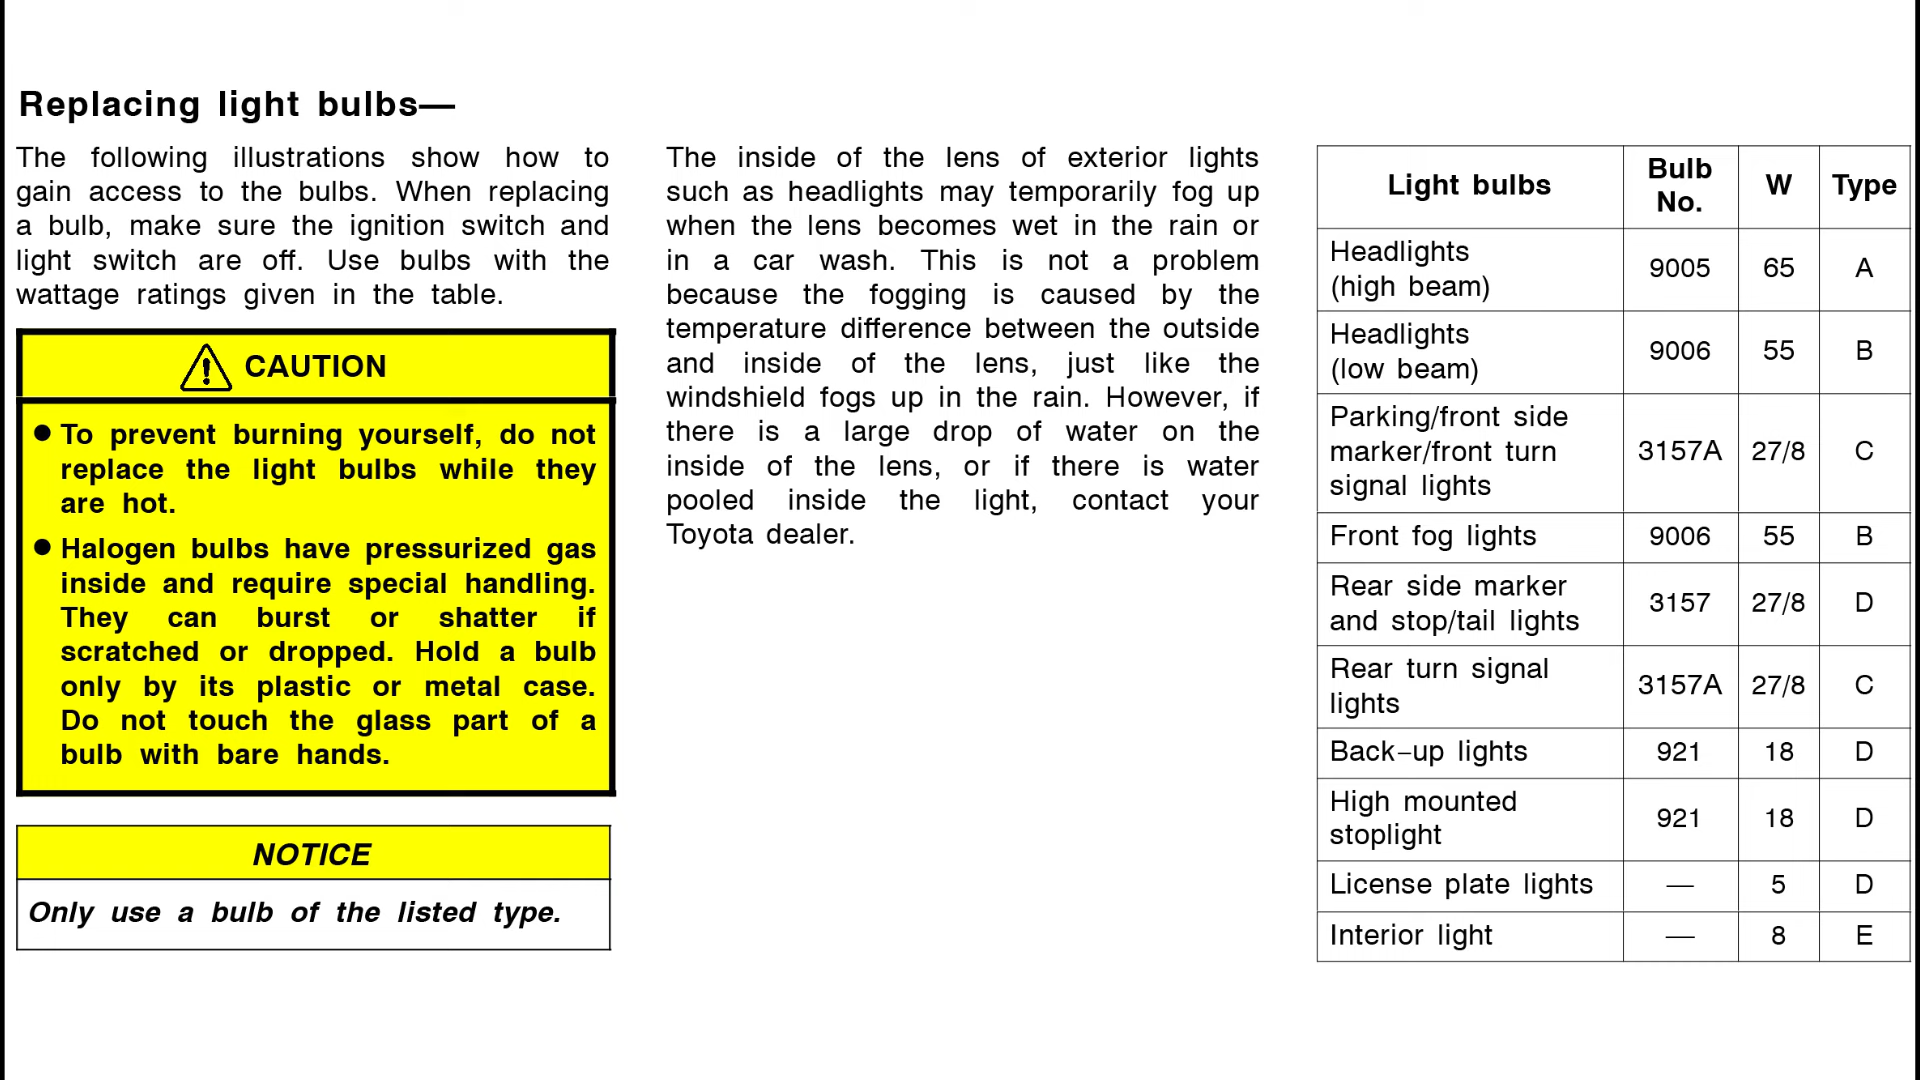 Replacing light bulbs—
The following illustrations show how to
gain access to the bulbs. When replacing
a bulb, make sure the ignition switch and
light switch are off. Use bulbs with the
wattage ratings given in the table.
CAUTION
● To prevent burning yourself, do not
replace the light bulbs while they
are hot.
● Halogen bulbs have pressurized gas
inside and require special handling.
They can burst or shatter if
scratched or dropped. Hold a bulb
only by its plastic or metal case.
Do not touch the glass part of a
bulb with bare hands.
NOTICE
Only use a bulb of the listed type.
The inside of the lens of exterior lights
such as headlights may temporarily fog up
when the lens becomes wet in the rain or
in a car wash. This is not a problem
because the fogging is caused by the
temperature difference between the outside
and inside of the lens, just like the
windshield fogs up in the rain. However, if
there is a large drop of water on the
inside of the lens, or if there is water
pooled inside the light, contact your
Toyota dealer.
Light bulbs Bulb No. W Type
Headlights
(high beam) 9005 65 A
Headlights
(low beam) 9006 55 B
Parking/front side
marker/front turn 3157A 27/8 C
signal lights
Front fog lights 9006 55 B
Rear side marker
and stop/tail lights 3157 27/8 D
Rear turn signal
lights 3157A 27/8 C
Back−up lights 921 18 D
High mounted
stoplight 921 18 D
License plate lights — 5 D
Interior light — 8 E